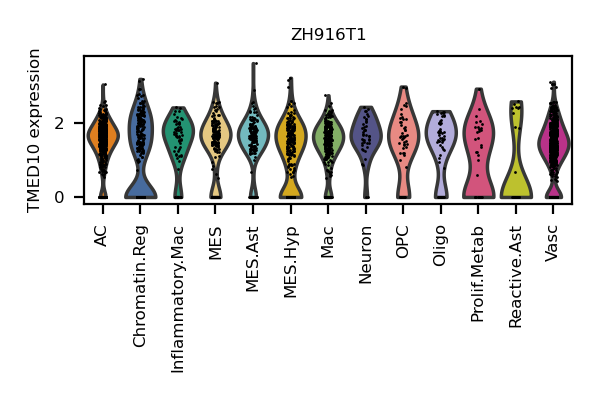 ZH916T1
TMED10 expression
2
0
AC
Chromatin.Reg
Inflammatory.Mac
MES
MES.Ast
MES.Hyp
Mac
Neuron
OPC
Oligo
Prolif.Metab
Reactive.Ast
Vasc